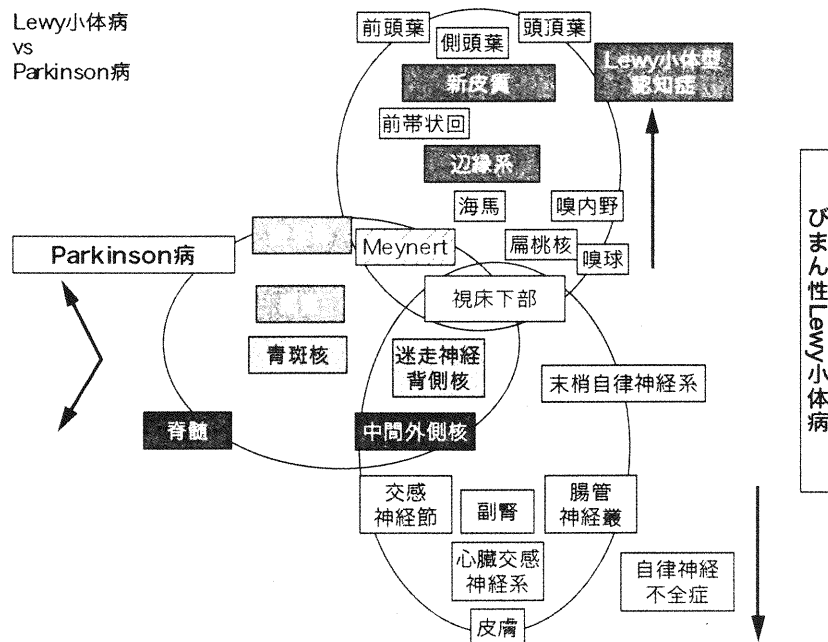 Lewy小体病
vs
Parkinson病
前頭葉
側頭葉
頭頂葉
新皮質
Lewy小体型
認知症
前帯状回
辺縁系
海馬
嗅内野
Meynert
扁桃核
嗅球
Parkinson病
視床下部
青斑核
迷走神経
背側核
末梢自律神経系
脊髄
中間外側核
交感
神経節
副腎
腸管
神経叢
心臓交感
神経系
自律神経
不全症
皮膚
びまん性Lewy小体病